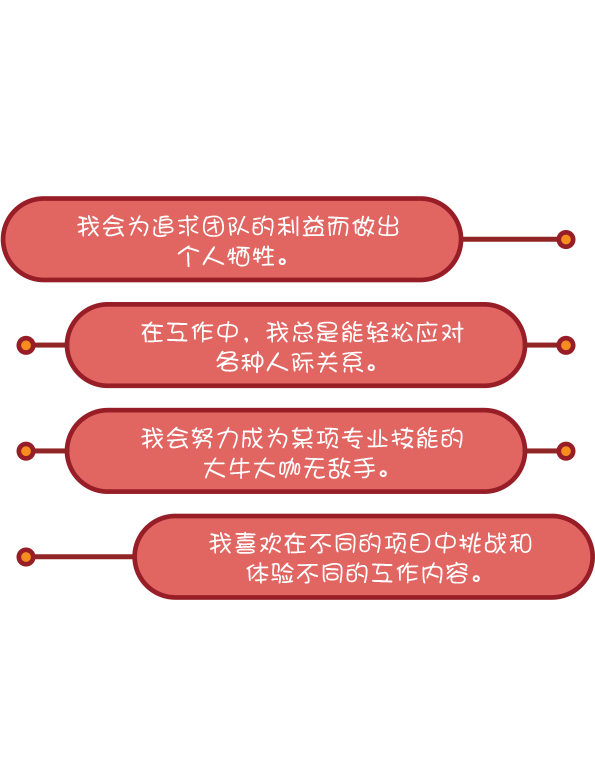 我会为追求团队的利益而做出
个人牺牲。
在互作中，我总是能轻松应对
各种人际关系。
我会努力成为某项专业技能的
大牛大咖无敌手。
我喜欢在不同的项目中挑战和
体验不同的互作内容。